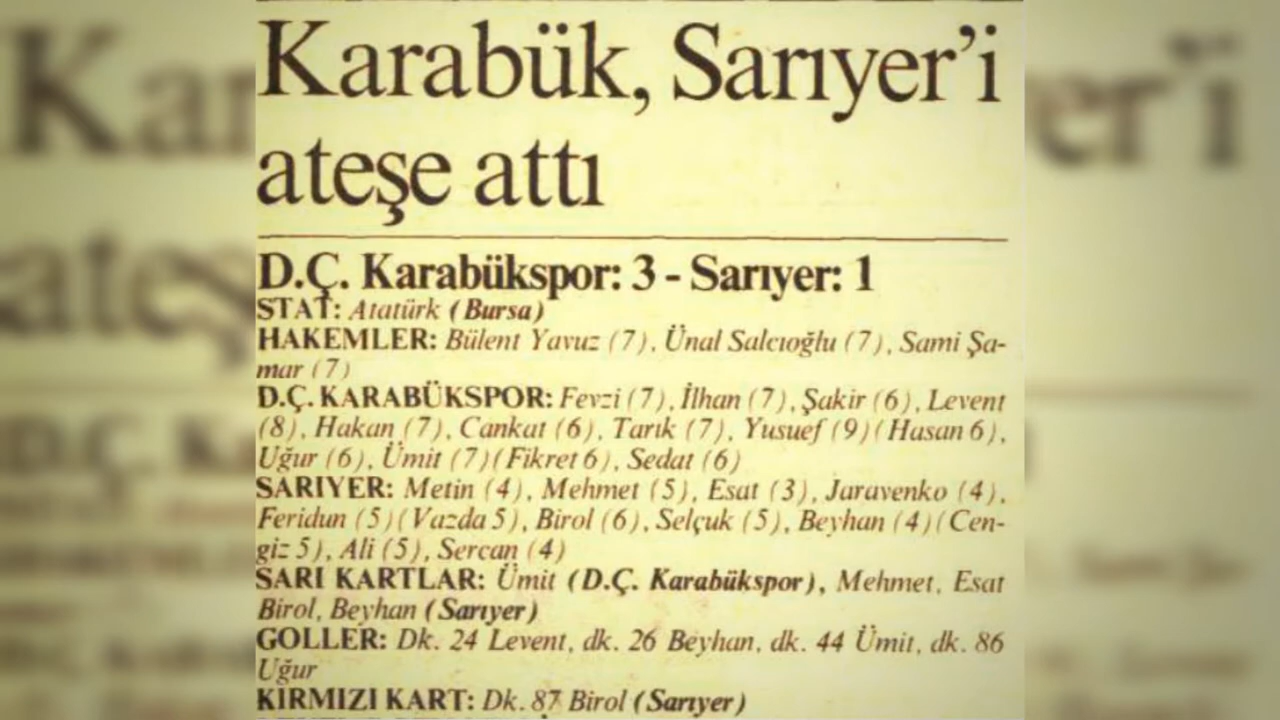 Karabük, Sarıyer'i
ateşe attı
D.Ç. Karabükspor: 3 - Sarıyer: 1
STAT: Atatürk (Bursa)
HAKEMLER: Bülent Yavuz (7), Ünal Salcıoğlu (7), Sami Şa-
mar (7)
D.Ç. KARABÜKSPOR: Fevzi (7), İlhan (7), Şakir (6), Levent
(8), Hakan (7), Cankat (6), Tarık (7), Yusuef (9) (Hasan 6),
Uğur (6), Ümit (7) (Fikret 6), Sedat (6)
SARIYER: Metin (4), Mehmet (5), Esat (3), Jaravenko (4),
Feridun (5) (Vazda 5), Birol (6), Selçuk (5), Beyhan (4) (Cen-
giz 5), Ali (5), Sercan (4)
SARI KARTLAR: Ümit (D.Ç. Karabükspor), Mehmet, Esat
Birol, Beyhan (Sarıyer)
GOLLER: Dk. 24 Levent, dk. 26 Beyhan, dk. 44 Ümit, dk. 86
Uğur
KIRMIZI KART: Dk. 87 Birol (Sarıyer)